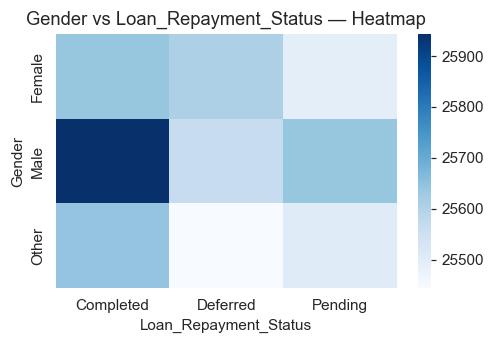 Gender vs Loan_Repayment_Status — Heatmap
Gender
Female
Male
Other
Completed Deferred Pending
Loan_Repayment_Status
25900
25800
25700
25600
25500